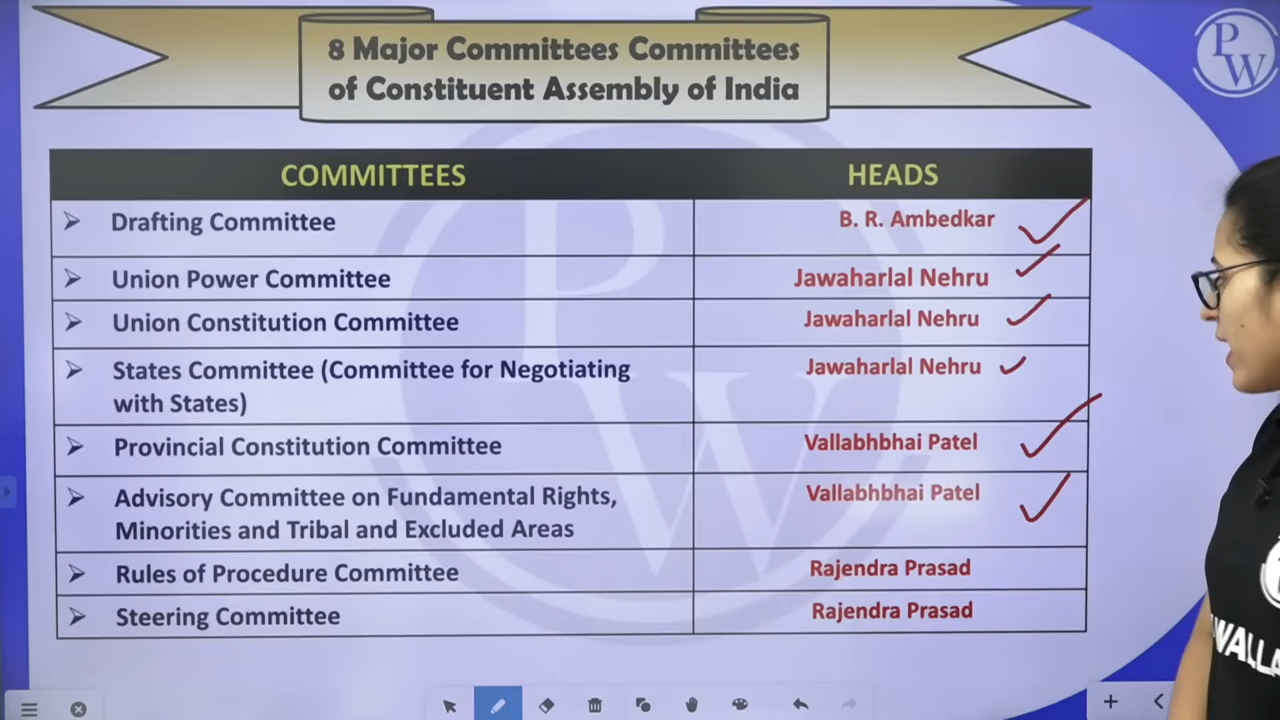 8 Major Committees Committees
of Constituent Assembly of India
PW
COMMITTEES HEADS
Drafting Committee B. R. Ambedkar
Union Power Committee Jawaharlal Nehru
Union Constitution Committee Jawaharlal Nehru
States Committee (Committee for Negotiating
with States) Jawaharlal Nehru
Provincial Constitution Committee Vallabhbhai Patel
Advisory Committee on Fundamental Rights,
Minorities and Tribal and Excluded Areas Vallabhbhai Patel
Rules of Procedure Committee Rajendra Prasad
Steering Committee Rajendra Prasad
PW
WALLA